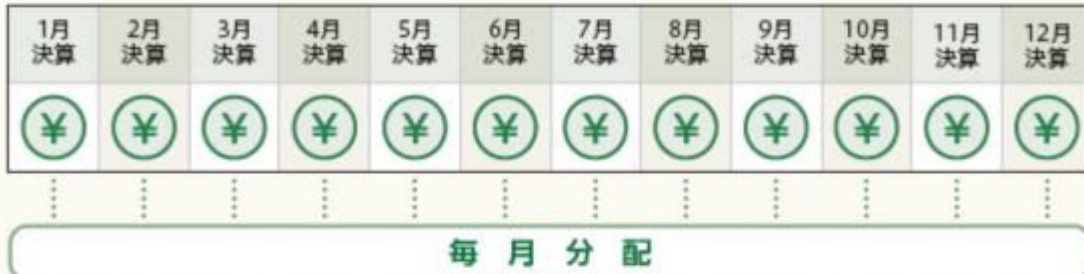 1月 2月 3月 4月 5月 6月 7月 8月 9月 10月 11月 12月
決算 決算 決算 決算 決算 決算 決算 決算 決算 決算 決算 決算
¥ ¥ ¥ ¥ ¥ ¥ ¥ ¥ ¥ ¥ ¥ ¥
毎月分配